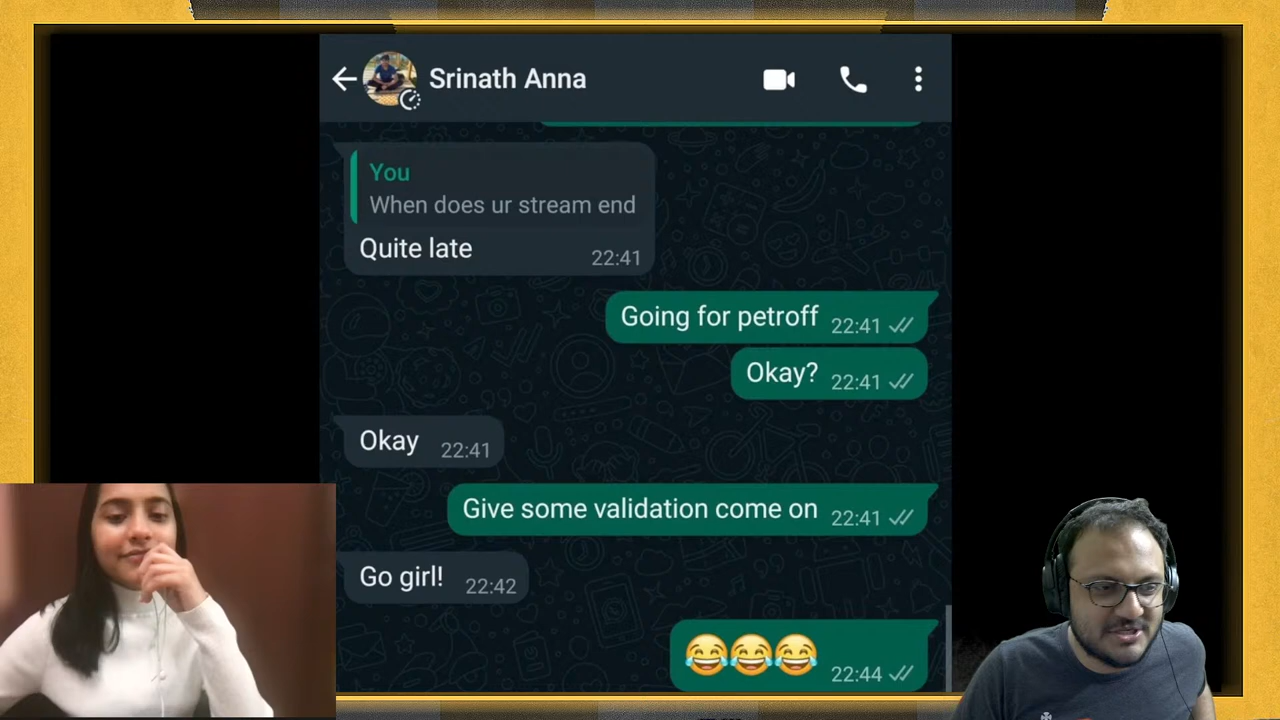 Srinath Anna
You
When does ur stream end
Quite late 22:41
Going for petroff 22:41
Okay? 22:41
Okay 22:41
Give some validation come on 22:41
Go girl! 22:42
😂😂😂 22:44